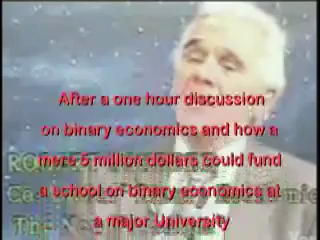 After a one hour discussion
on binary economics and how a
mere 5 million dollars could fund
a school on binary economics at
a major University